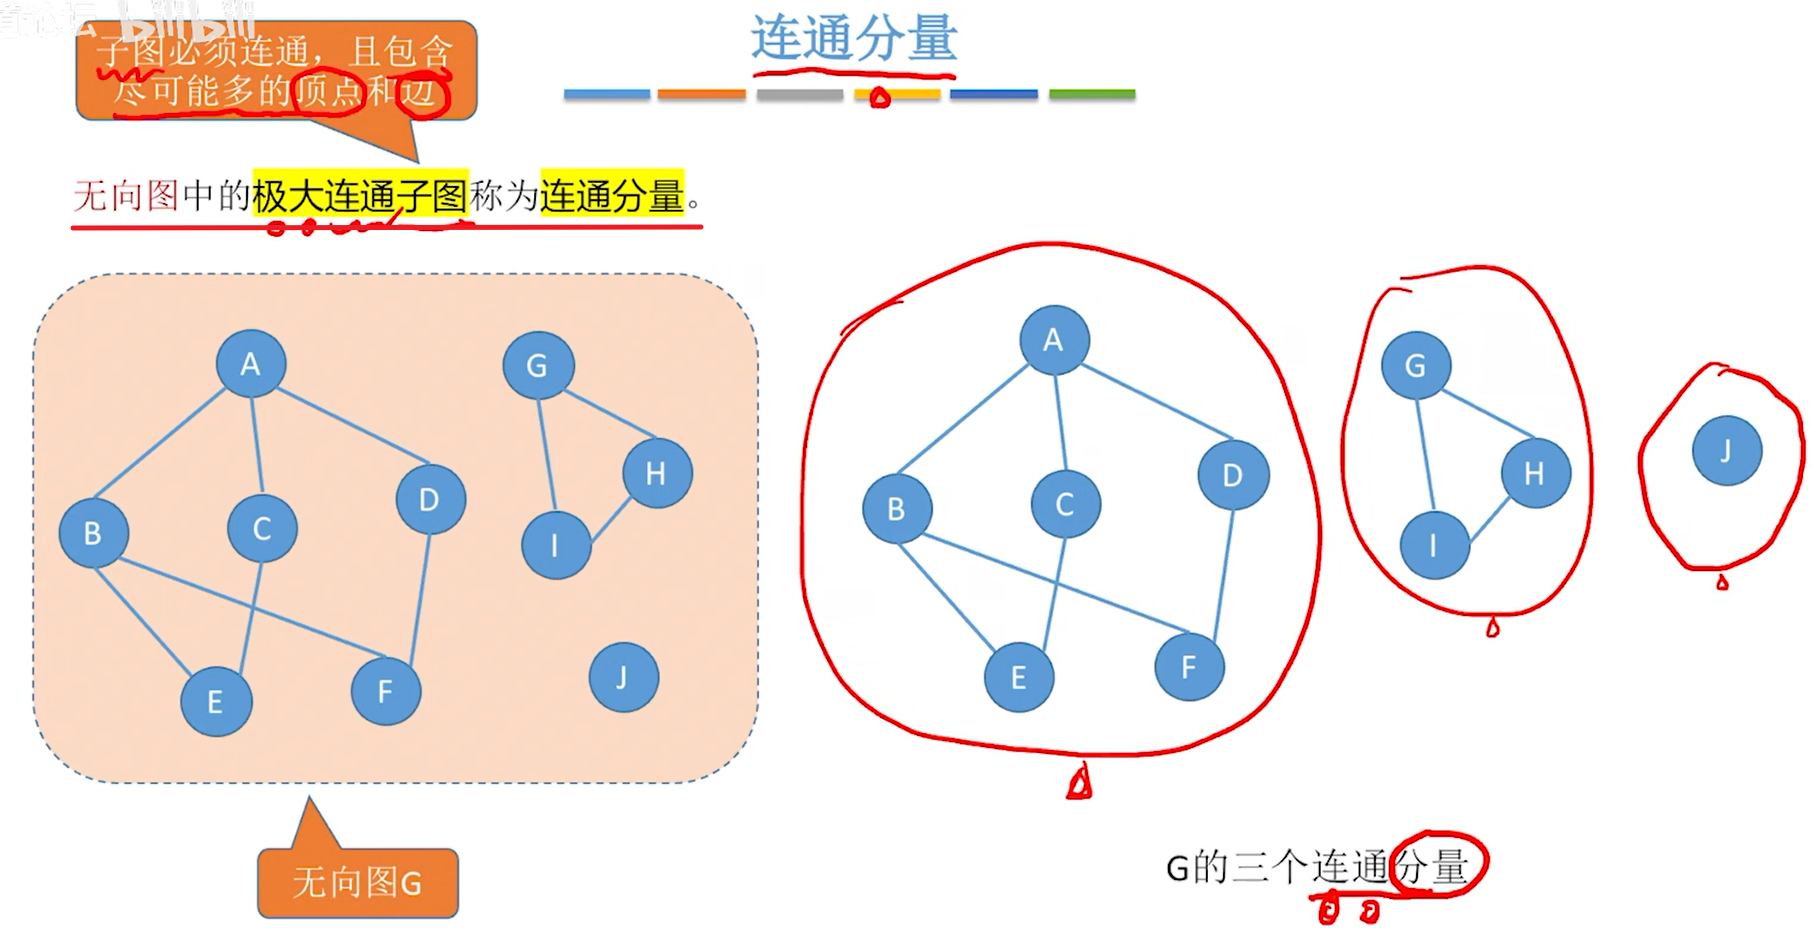 bilibili
连通分量
子图必须连通，且包含
尽可能多的顶点和边
无向图中的极大连通子图称为连通分量。
A
G
H
D
B
C
I
E
F
J
A
G
J
H
D
B
C
I
E
F
无向图G
G的三个连通分量